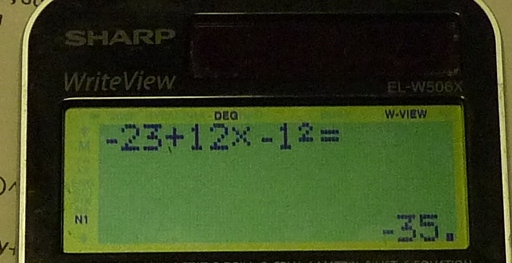 SHARP
WriteView
EL-W506X
DEG W-VIEW
-23+12×-1²=
N1
-35.